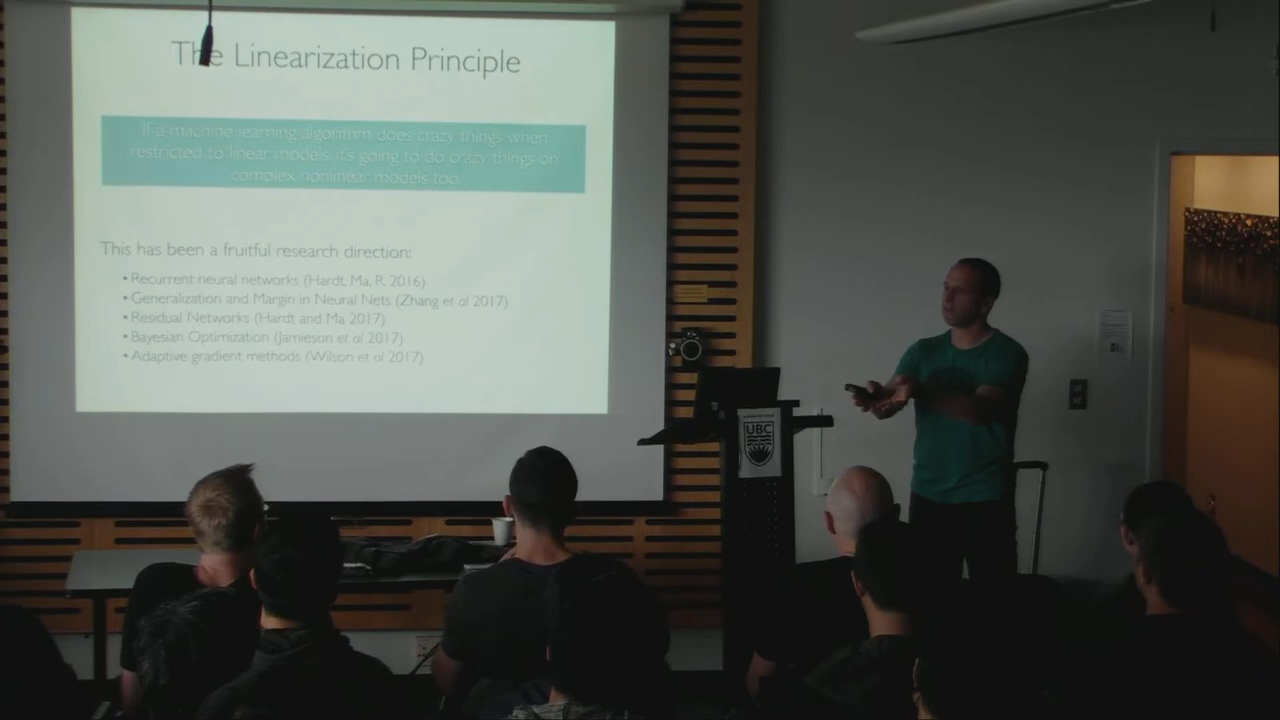 The Linearization Principle
If a machine learning algorithm does crazy things when
restricted to linear models, it's going to do crazy things on
complex nonlinear models too.
This has been a fruitful research direction:
• Recurrent neural networks (Hardt, Ma, R. 2016)
• Generalization and Margin in Neural Nets (Zhang et al 2017)
• Residual Networks (Hardt and Ma 2017)
• Bayesian Optimization (Jamieson et al 2017)
• Adaptive gradient methods (Wilson et al 2017)
UBC